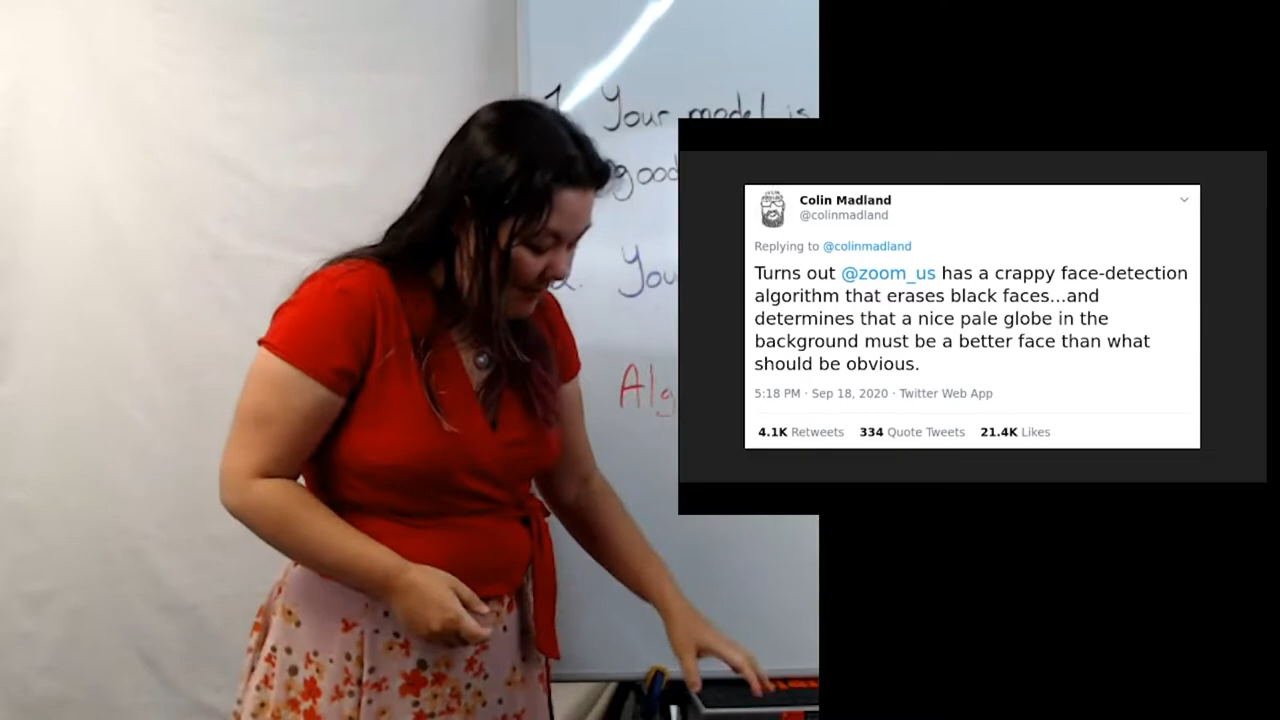 1. Your model is
good
2. You
Alg
Colin Madland
@colinmadland
Replying to @colinmadland
Turns out @zoom_us has a crappy face-detection
algorithm that erases black faces...and
determines that a nice pale globe in the
background must be a better face than what
should be obvious.
5:18 PM · Sep 18, 2020 · Twitter Web App
4.1K Retweets 334 Quote Tweets 21.4K Likes